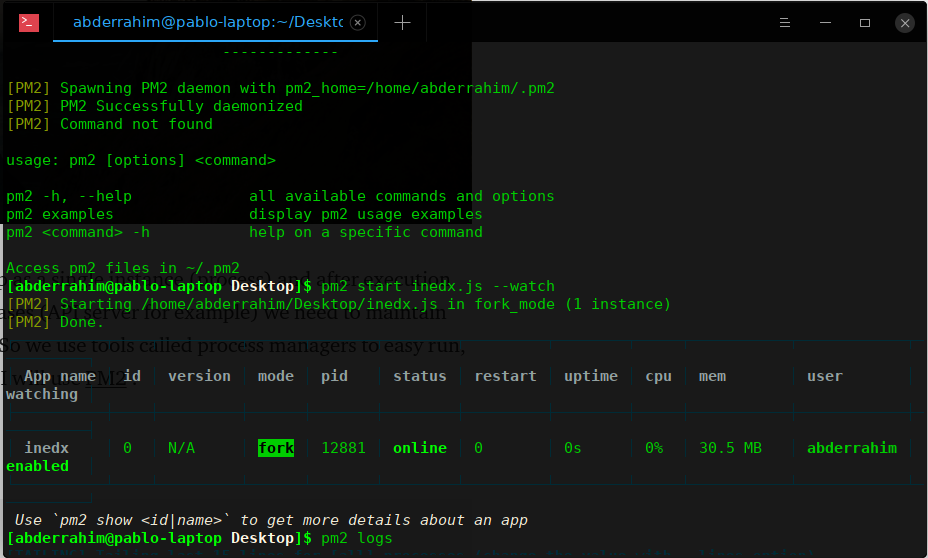 abderrahim@pablo-laptop:~/Deskto
-------------
[PM2] Spawning PM2 daemon with pm2_home=/home/abderrahim/.pm2
[PM2] PM2 Successfully daemonized
[PM2] Command not found
usage: pm2 [options] <command>
pm2 -h, --help all available commands and options
pm2 examples display pm2 usage examples
pm2 <command> -h help on a specific command
Access pm2 files in ~/.pm2
as a single instance (process) and after execution
[abderrahim@pablo-laptop Desktop]$ pm2 start inedx.js --watch
[PM2] Starting /home/abderrahim/Desktop/inedx.js in fork_mode (1 instance)
server for example) we need to maintain
[PM2] Done.
So we use tools called process managers to easy run,
App name id version mode pid status restart uptime cpu mem user
I will use PM2
watching
inedx 0 N/A fork 12881 online 0 0s 0% 30.5 MB abderrahim
enabled
Use `pm2 show <id|name>` to get more details about an app
[abderrahim@pablo-laptop Desktop]$ pm2 logs